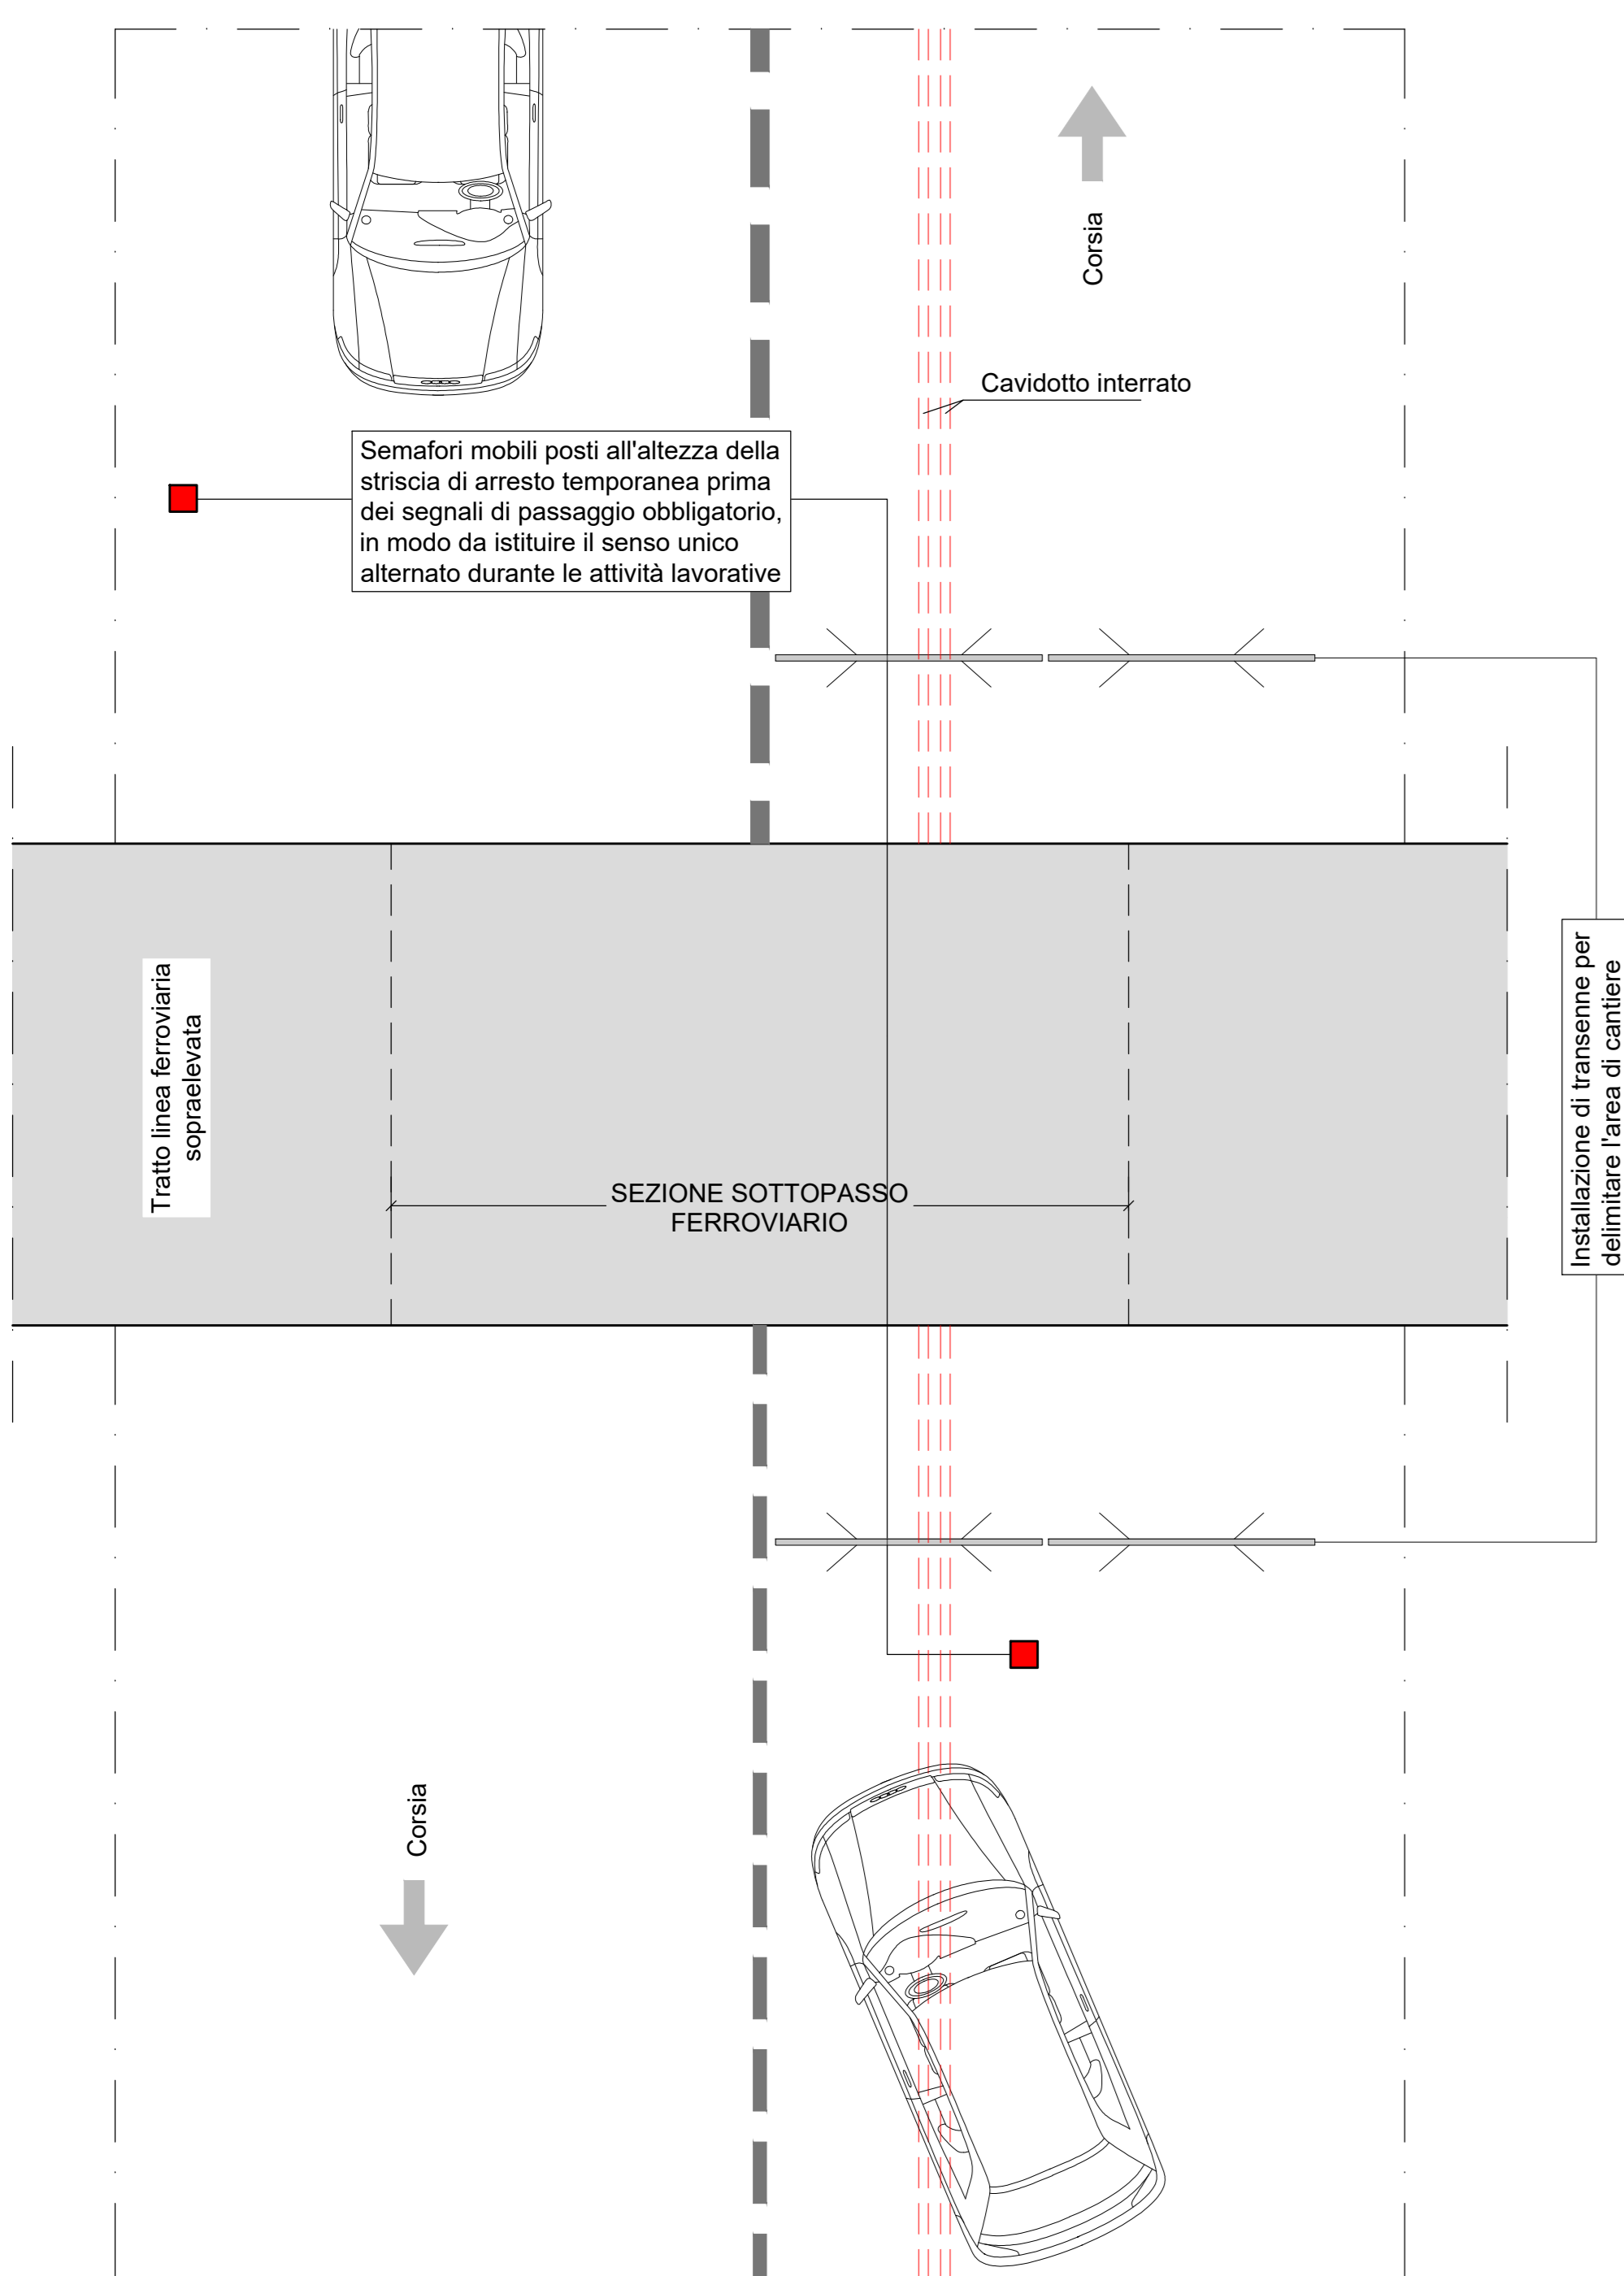 Corsia
Cavidotto interrato
Semafori mobili posti all'altezza della
striscia di arresto temporanea prima
dei segnali di passaggio obbligatorio,
in modo da istituire il senso unico
alternato durante le attività lavorative
Tratto linea ferroviaria
sopraelevata
Installazione di transenne per
delimitare l'area di cantiere
SEZIONE SOTTOPASSO
FERROVIARIO
Corsia